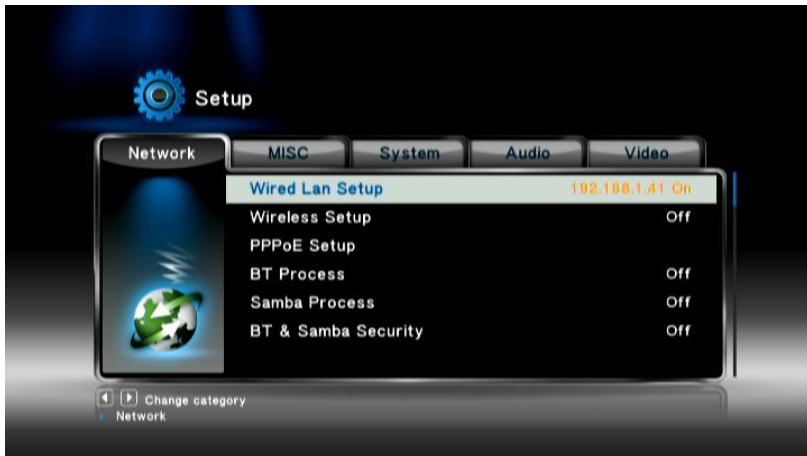 Setup
Network MISC System Audio Video
Wired Lan Setup 192.168.1.41 On
Wireless Setup Off
PPPoE Setup
BT Process Off
Samba Process Off
BT & Samba Security Off
Change category
Network